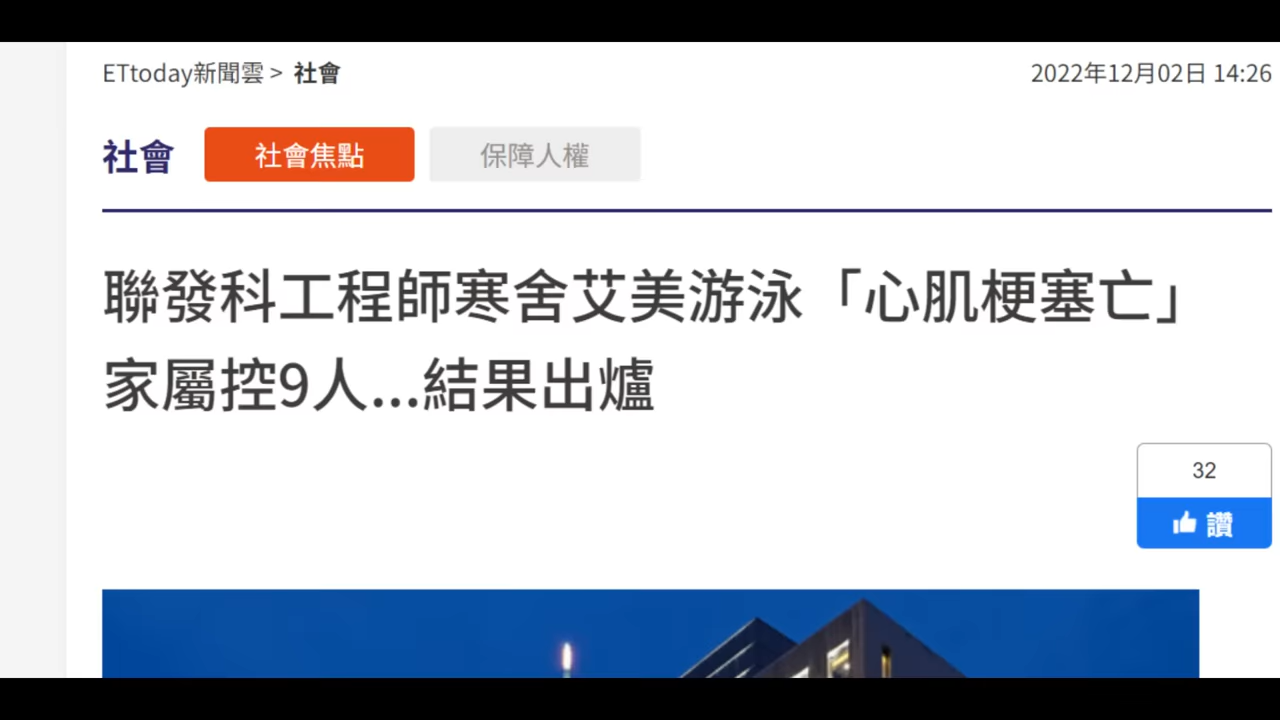 ETtoday新聞雲 > 社會
2022年12月02日 14:26
社會
社會焦點
保障人權
聯發科工程師寒舍艾美游泳「心肌梗塞亡」
家屬控9人...結果出爐
32
讚